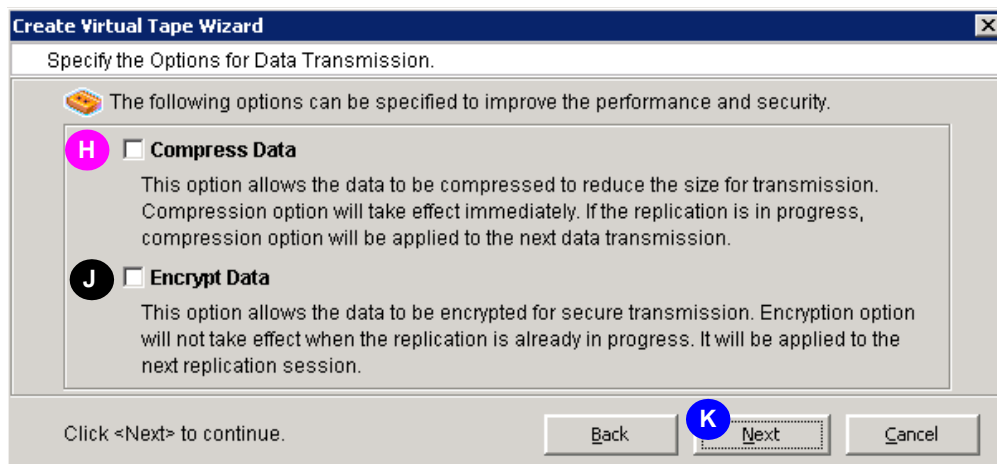 Create Virtual Tape Wizard
Specify the Options for Data Transmission.
The following options can be specified to improve the performance and security.
H Compress Data
This option allows the data to be compressed to reduce the size for transmission.
Compression option will take effect immediately. If the replication is in progress,
compression option will be applied to the next data transmission.
J Encrypt Data
This option allows the data to be encrypted for secure transmission. Encryption option
will not take effect when the replication is already in progress. It will be applied to the
next replication session.
Click <Next> to continue.
Back
K Next
Cancel